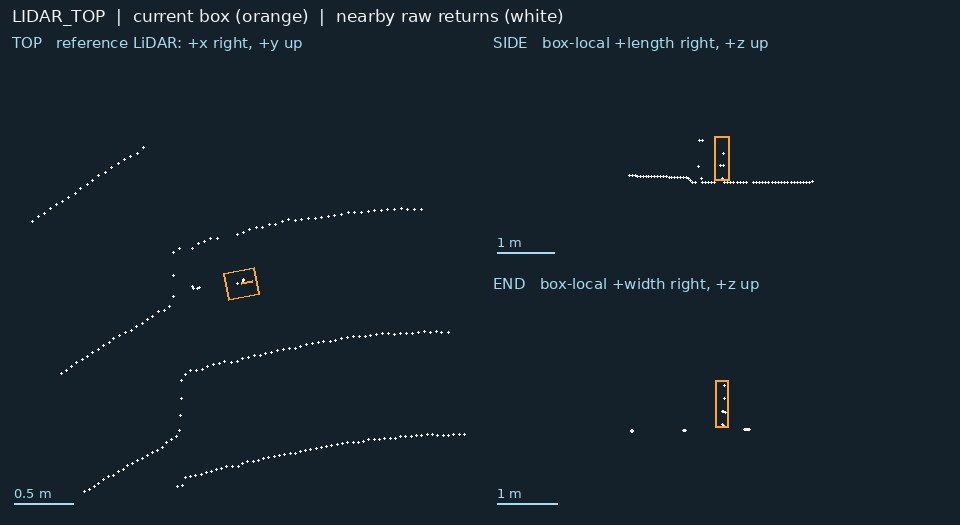 LIDAR_TOP  |  current box (orange)  |  nearby raw returns (white)
TOP   reference LiDAR: +x right, +y up
SIDE   box-local +length right, +z up
1 m
END   box-local +width right, +z up
0.5 m
1 m